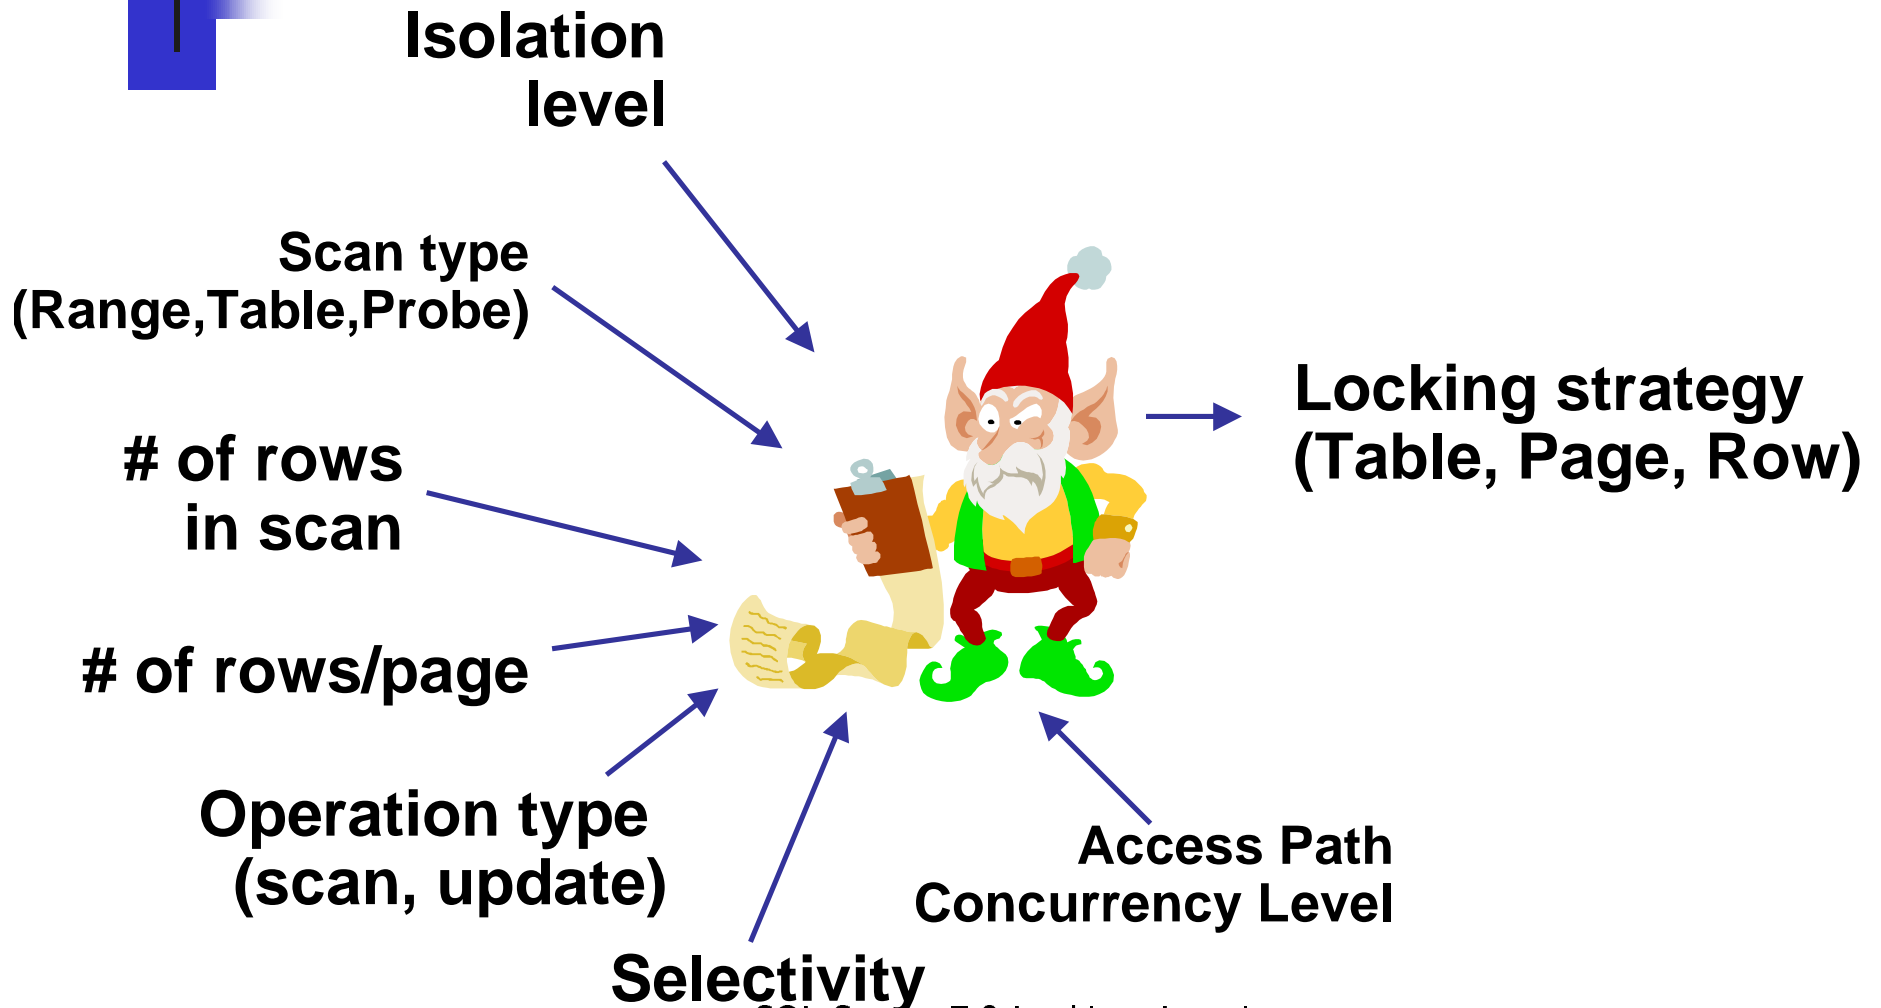 Isolation
level
Scan type
(Range,Table,Probe)
# of rows
in scan
Locking strategy
(Table, Page, Row)
# of rows/page
Operation type
(scan, update)
Access Path
Concurrency Level
Selectivity